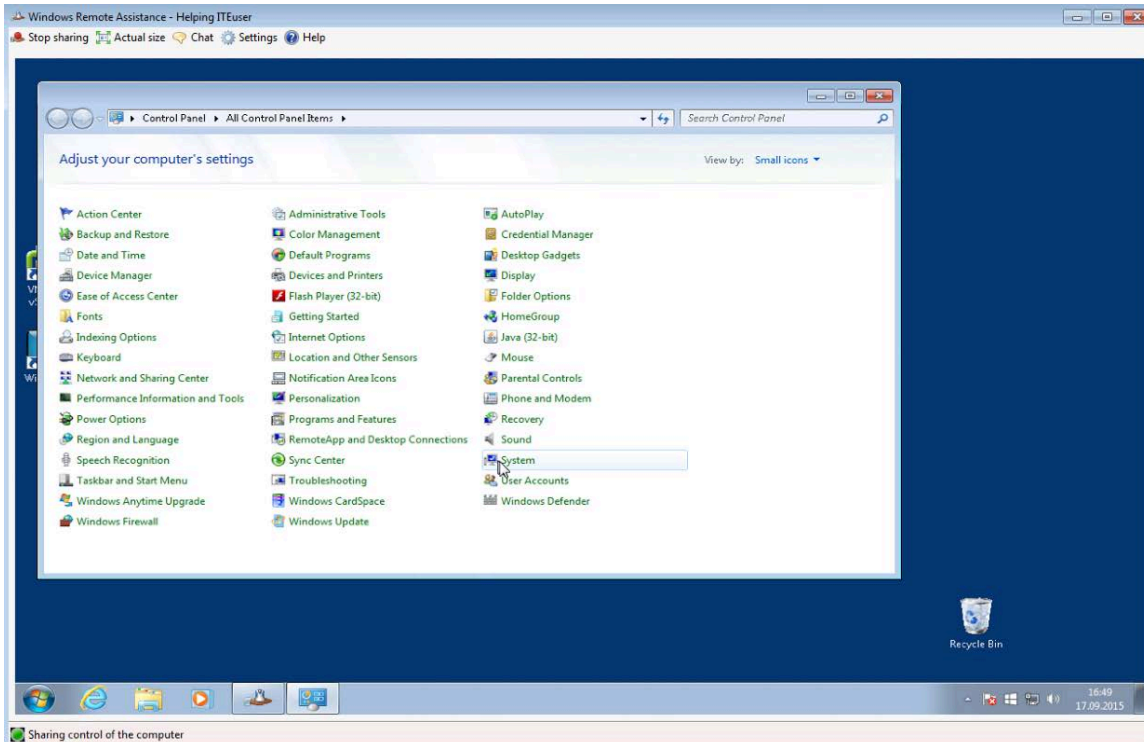 Windows Remote Assistance - Helping ITEuser
Stop sharing Actual size Chat Settings Help
Control Panel All Control Panel Items Search Control Panel
Adjust your computer's settings View by: Small icons
Action Center Administrative Tools AutoPlay
Backup and Restore Color Management Credential Manager
Date and Time Default Programs Desktop Gadgets
Device Manager Devices and Printers Display
Ease of Access Center Flash Player (32-bit) Folder Options
Fonts Getting Started HomeGroup
Indexing Options Internet Options Java (32-bit)
Keyboard Location and Other Sensors Mouse
Network and Sharing Center Notification Area Icons Parental Controls
Performance Information and Tools Personalization Phone and Modem
Power Options Programs and Features Recovery
Region and Language RemoteApp and Desktop Connections Sound
Speech Recognition Sync Center System
Taskbar and Start Menu Troubleshooting User Accounts
Windows Anytime Upgrade Windows CardSpace Windows Defender
Windows Firewall Windows Update
Recycle Bin
16:49
17.09.2015
Sharing control of the computer